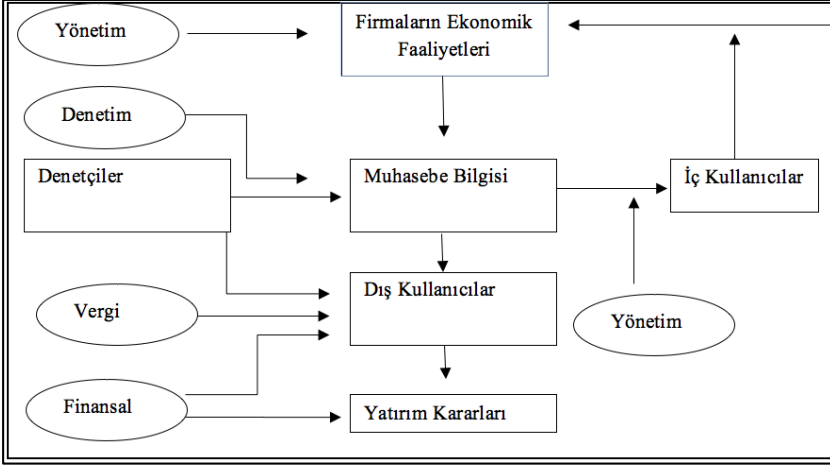 Yönetim
Firmaların Ekonomik
Faaliyetleri
Denetim
Denetçiler
Muhasebe Bilgisi
İç Kullanıcılar
Vergi
Dış Kullanıcılar
Yönetim
Finansal
Yatırım Kararları